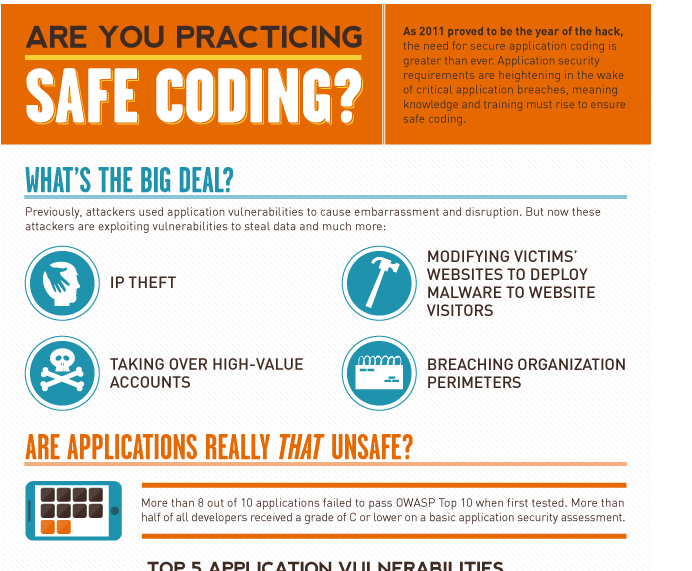 ARE YOU PRACTICING
SAFE CODING?
As 2011 proved to be the year of the hack,
the need for secure application coding is
greater than ever. Application security
requirements are heightening in the wake
of critical application breaches, meaning
knowledge and training must rise to ensure
safe coding.
WHAT'S THE BIG DEAL?
Previously, attackers used application vulnerabilities to cause embarrassment and disruption. But now these
attackers are exploiting vulnerabilities to steal data and much more:
IP THEFT
MODIFYING VICTIMS'
WEBSITES TO DEPLOY
MALWARE TO WEBSITE
VISITORS
TAKING OVER HIGH-VALUE
ACCOUNTS
BREACHING ORGANIZATION
PERIMETERS
ARE APPLICATIONS REALLY THAT UNSAFE?
More than 8 out of 10 applications failed to pass OWASP Top 10 when first tested. More than
half of all developers received a grade of C or lower on a basic application security assessment.
TOP 5 APPLICATION VULNERABILITIES